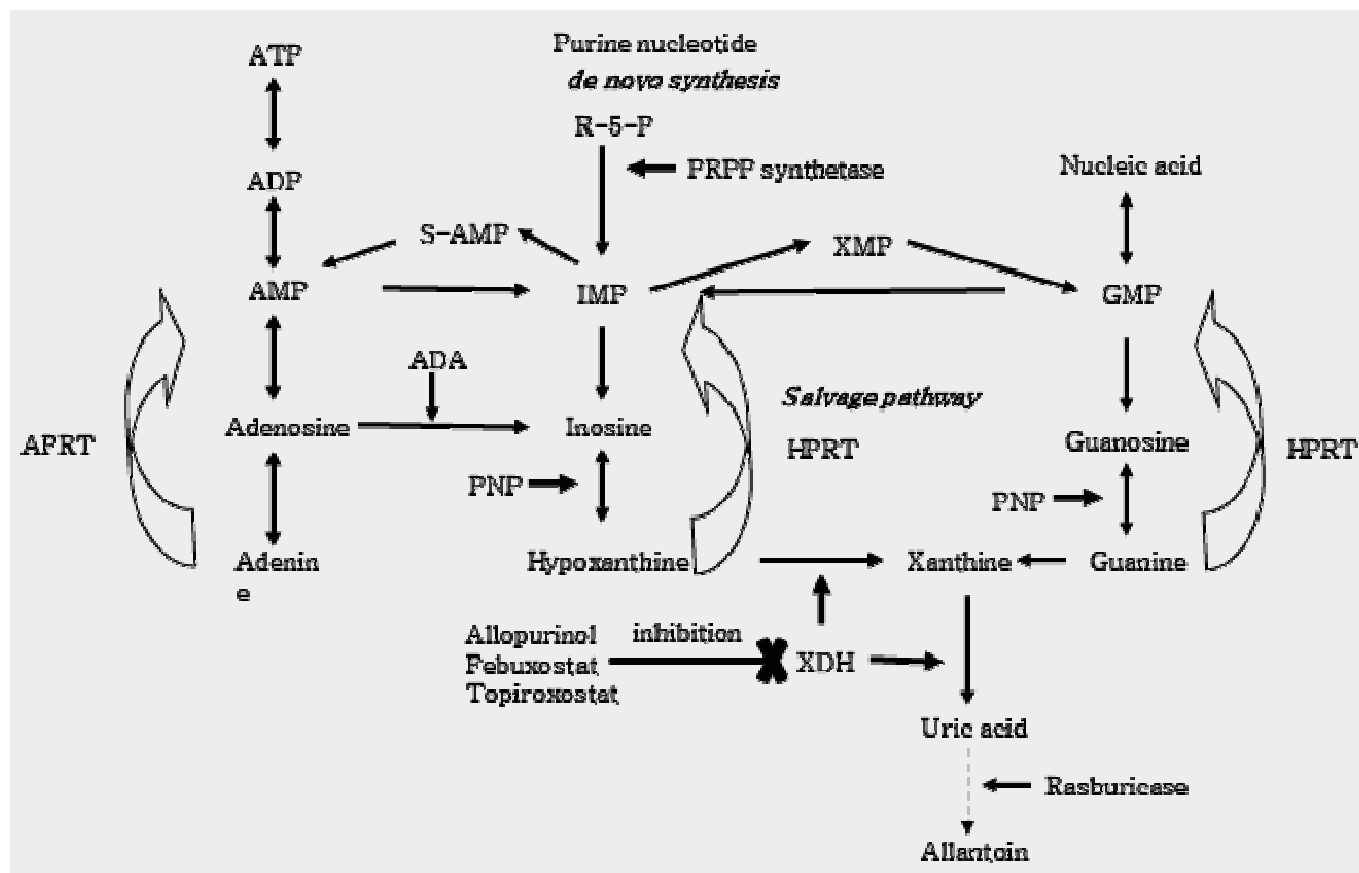 ATP
Purine nucleotide
de novo synthesis
R-5-P
PRPP synthetase
Nucleic acid
ADP
S-AMP
XMP
AMP
IMP
GMP
ADA
Salvage pathway
Adenosine
Inosine
Guanosine
APRT
HPRT
HPRT
PNP
PNP
Adenin
e
Hypoxanthine
Xanthine
Guanine
Allopurinol
inhibition
Febuxostat
XDH
Topiroxostat
Uric acid
Rasburicase
Allantoin